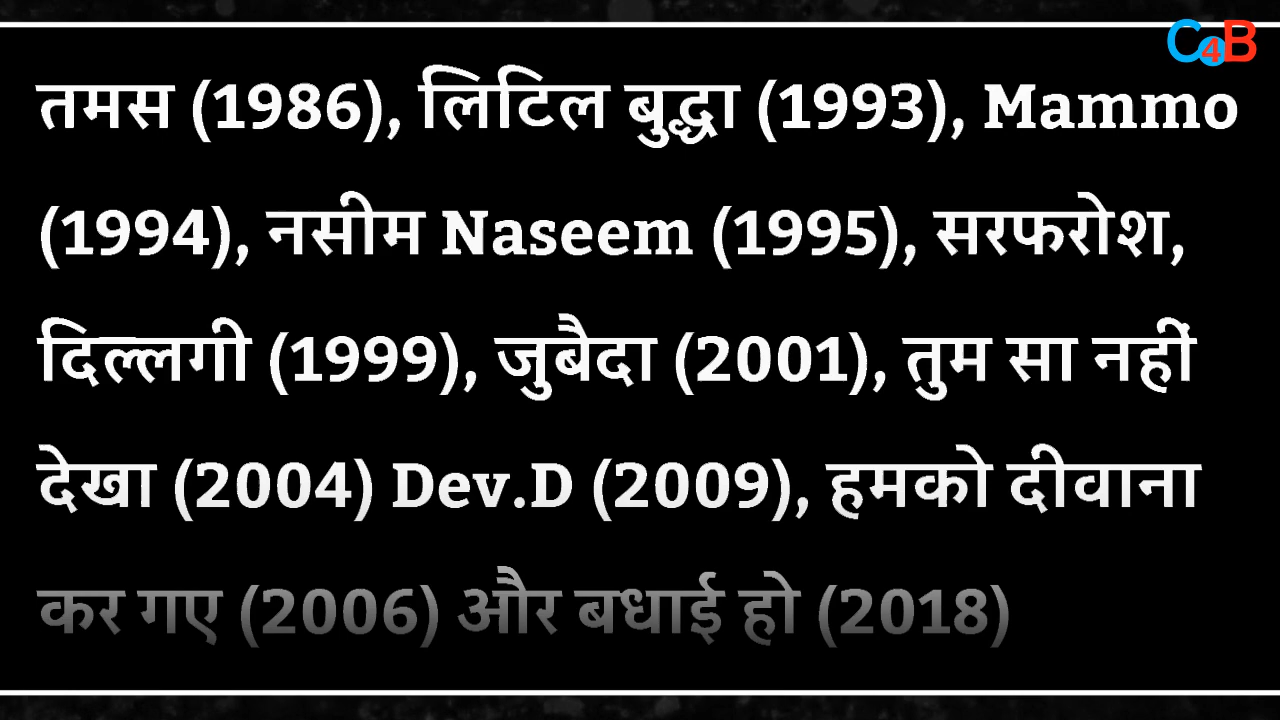 C4B
तमस (1986), लिटिल बुद्धा (1993), Mammo
(1994), नसीम Naseem (1995), सरफरोश,
दिल्लगी (1999), जुबैदा (2001), तुम सा नहीं
देखा (2004) Dev.D (2009), हमको दीवाना
कर गए (2006) और बधाई हो (2018)